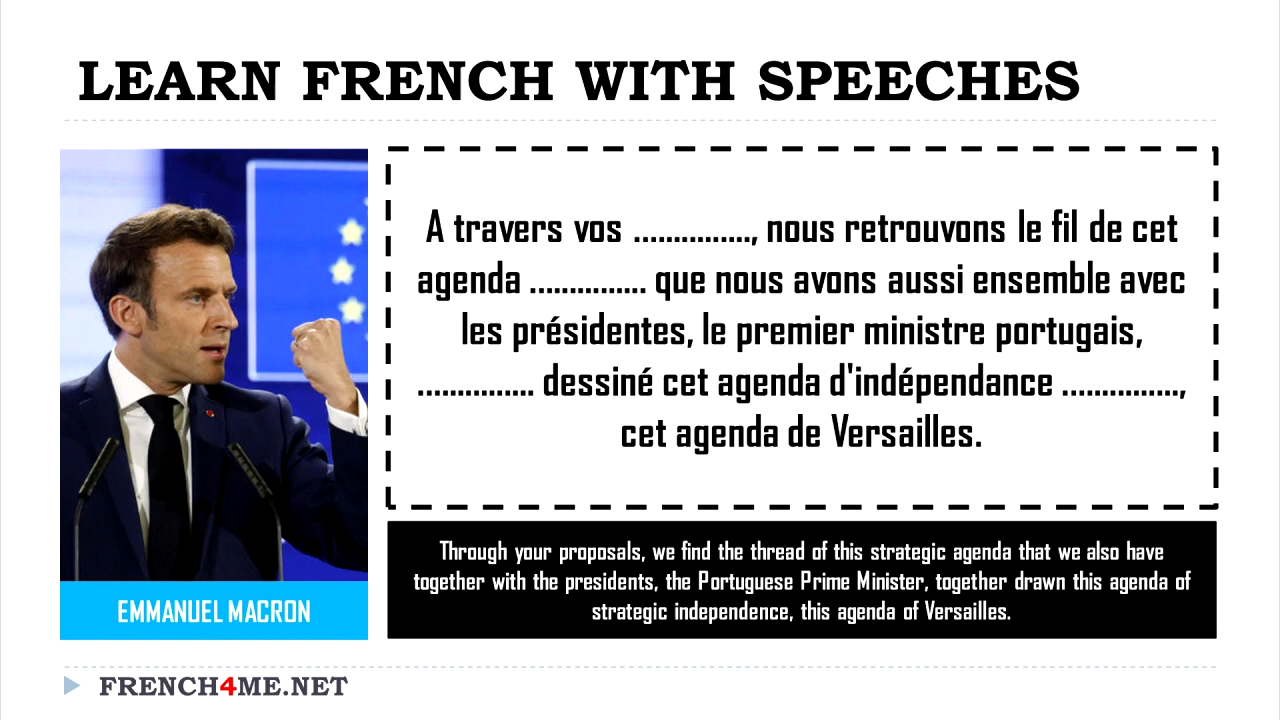 LEARN FRENCH WITH SPEECHES
A travers vos ..............., nous retrouvons le fil de cet
agenda ............... que nous avons aussi ensemble avec
les présidentes, le premier ministre portugais,
............... dessiné cet agenda d'indépendance ...............,
cet agenda de Versailles.
Through your proposals, we find the thread of this strategic agenda that we also have
together with the presidents, the Portuguese Prime Minister, together drawn this agenda of
strategic independence, this agenda of Versailles.
EMMANUEL MACRON
FRENCH4ME.NET